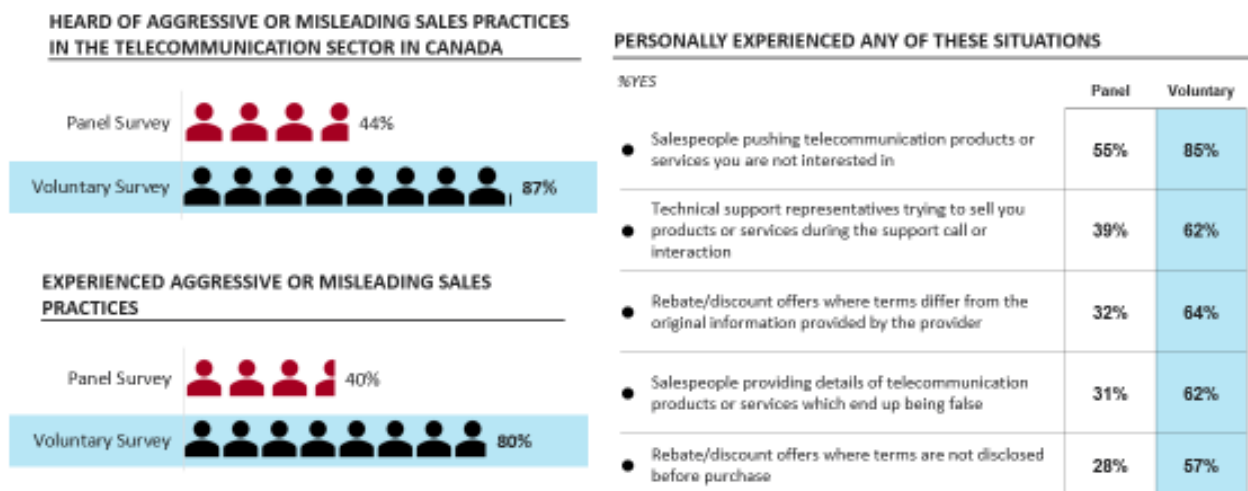 HEARD OF AGGRESSIVE OR MISLEADING SALES PRACTICES
IN THE TELECOMMUNICATION SECTOR IN CANADA
Panel Survey 44%
Voluntary Survey 87%
EXPERIENCED AGGRESSIVE OR MISLEADING SALES
PRACTICES
Panel Survey 40%
Voluntary Survey 80%
PERSONALLY EXPERIENCED ANY OF THESE SITUATIONS
%YES
Panel Voluntary
Salespeople pushing telecommunication products or
services you are not interested in
55% 85%
Technical support representatives trying to sell you
products or services during the support call or
interaction
39% 62%
Rebate/discount offers where terms differ from the
original information provided by the provider
32% 64%
Salespeople providing details of telecommunication
products or services which end up being false
31% 62%
Rebate/discount offers where terms are not disclosed
before purchase
28% 57%